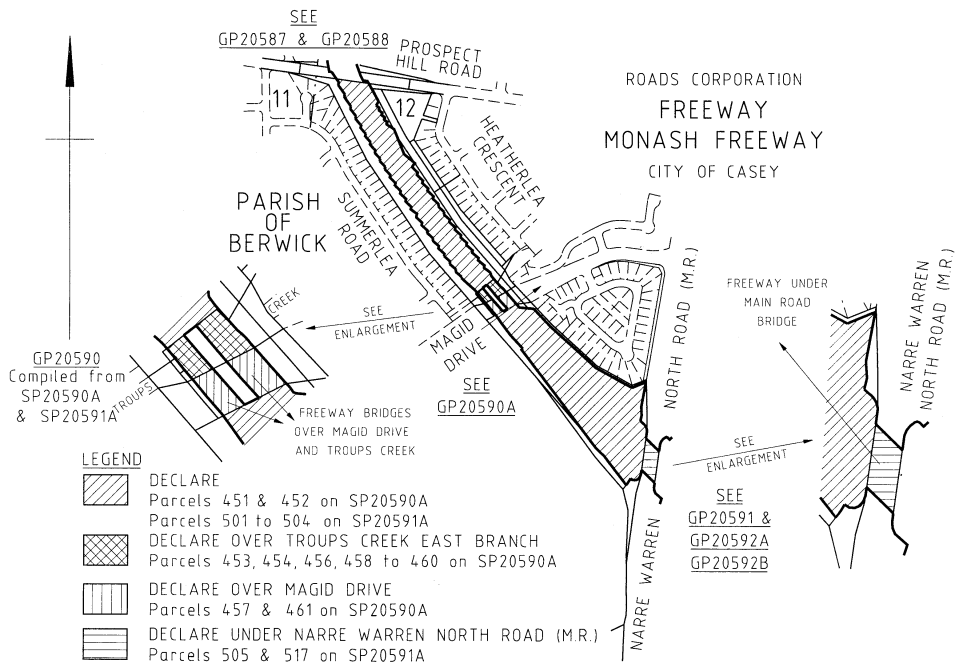 SEE
GP20587 & GP20588
PROSPECT
HILL ROAD
11
12
ROADS CORPORATION
FREEWAY
MONASH FREEWAY
CITY OF CASEY
HEATHERLEA
CRESCENT
PARISH
OF
BERWICK
SUMMERLEA
ROAD
CREEK
TROUPS
SEE
ENLARGEMENT
MAGID
DRIVE
NORTH ROAD (M.R.)
FREEWAY UNDER
MAIN ROAD
BRIDGE
NARRE WARREN
NORTH ROAD (M.R.)
GP20590
Compiled from
SP20590A
& SP20591A
SEE
GP20590A
FREEWAY BRIDGES
OVER MAGID DRIVE
AND TROUPS CREEK
SEE
ENLARGEMENT
SEE
GP20591 &
GP20592A
GP20592B
NARRE WARREN
LEGEND
DECLARE
Parcels 451 & 452 on SP20590A
Parcels 501 to 504 on SP20591A
DECLARE OVER TROUPS CREEK EAST BRANCH
Parcels 453, 454, 456, 458 to 460 on SP20590A
DECLARE OVER MAGID DRIVE
Parcels 457 & 461 on SP20590A
DECLARE UNDER NARRE WARREN NORTH ROAD (M.R.)
Parcels 505 & 517 on SP20591A